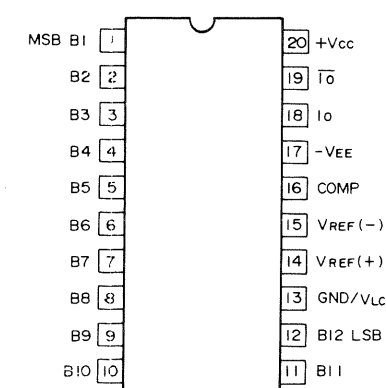 MSB B1 1 20 +VCC
B2 2 19 I̅o̅
B3 3 18 Io
B4 4 17 -VEE
B5 5 16 COMP
B6 6 15 VREF(-)
B7 7 14 VREF(+)
B8 8 13 GND/VLC
B9 9 12 B12 LSB
B10 10 11 B11